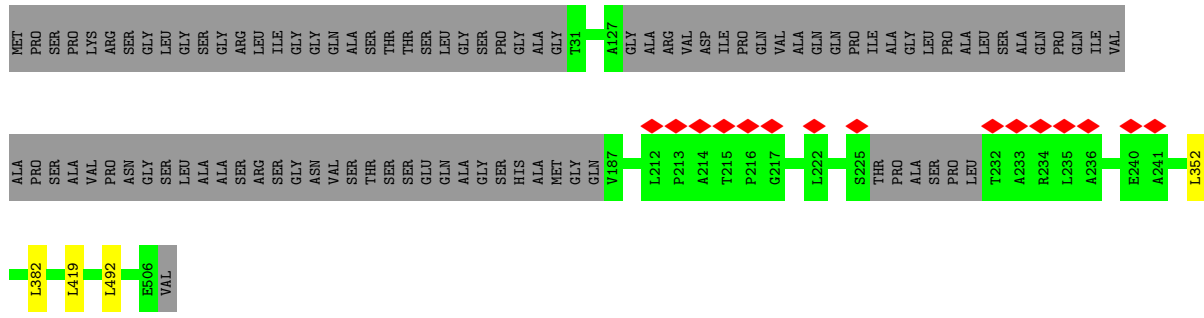 MET PRO SER PRO LYS ARG SER GLY LEU GLY SER GLY ARG LEU ILE GLY GLY GLN ALA SER THR THR SER LEU GLY SER PRO GLY ALA GLY T31 A127 GLY ALA ARG VAL ASP ILE PRO GLN VAL ALA GLN GLN PRO ILE ALA GLY LEU PRO ALA LEU SER ALA GLN PRO GLN ILE VAL
ALA PRO SER ALA VAL PRO ASN GLY SER LEU ALA ALA SER ARG SER GLY ASN VAL SER THR SER SER GLU GLN ALA GLY SER HIS ALA MET GLY GLN V187 L212 P213 A214 T215 P216 G217 L222 S225 THR PRO ALA SER PRO LEU T232 A233 R234 L235 A236 E240 A241 L352
L382 L419 L492 E506 VAL